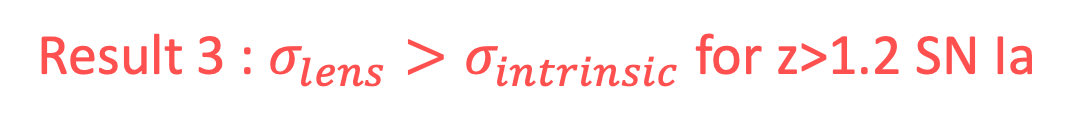 Result 3 : σ_lens > σ_intrinsic for z>1.2 SN Ia